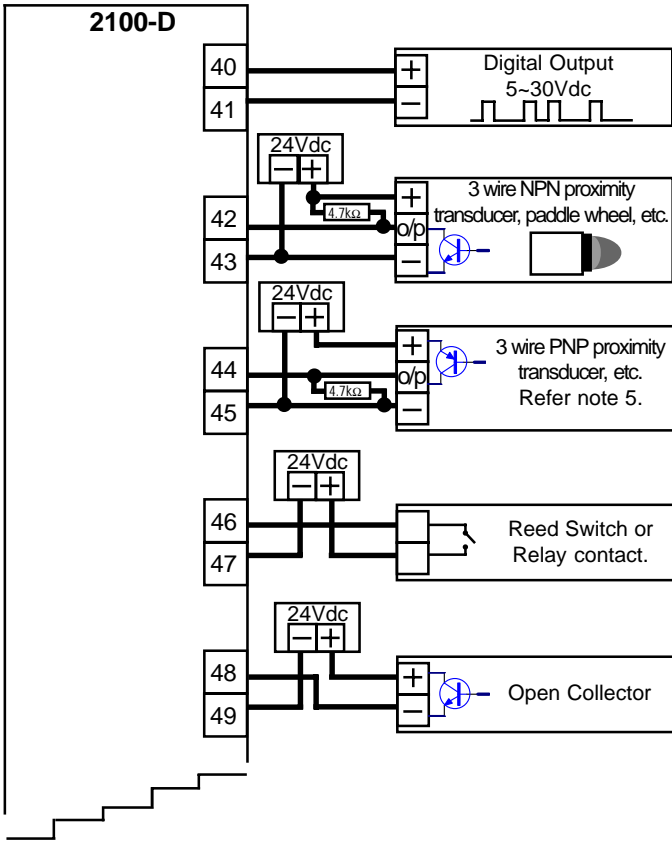 2100-D
40
41
+
−
Digital Output
5~30Vdc
24Vdc
− +
4.7kΩ
42
43
+
o/p
−
3 wire NPN proximity
transducer, paddle wheel, etc.
24Vdc
− +
4.7kΩ
44
45
+
o/p
−
3 wire PNP proximity
transducer, etc.
Refer note 5.
24Vdc
− +
46
47
Reed Switch or
Relay contact.
24Vdc
− +
48
49
+
−
Open Collector